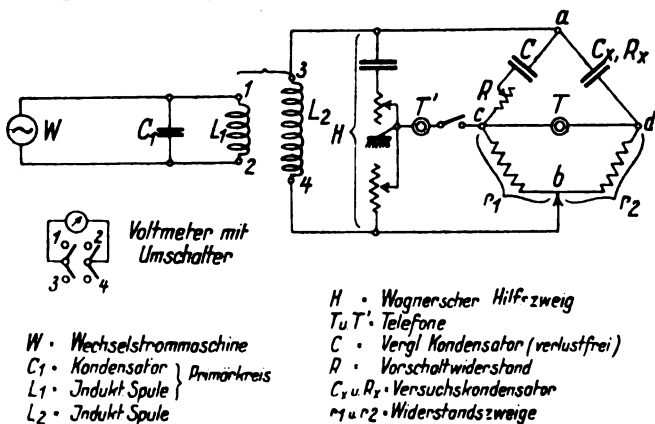 a
C
Cx, Rx
3
1
H
R
T'
c
T
d
W
C1
L1
L2
2
4
b
r1
r2
1 2
3 4
Voltmeter mit
Umschalter
W = Wechselstrommaschine
C1 = Kondensator
L1 = Indukt Spule
Primärkreis
L2 = Indukt Spule
H = Wagnerscher Hilfszweig
T u T' = Telefone
C = Vergl Kondensator (verlustfrei)
R = Vorschaltwiderstand
Cx u. Rx = Versuchskondensator
r1 u r2 = Widerstandszweige